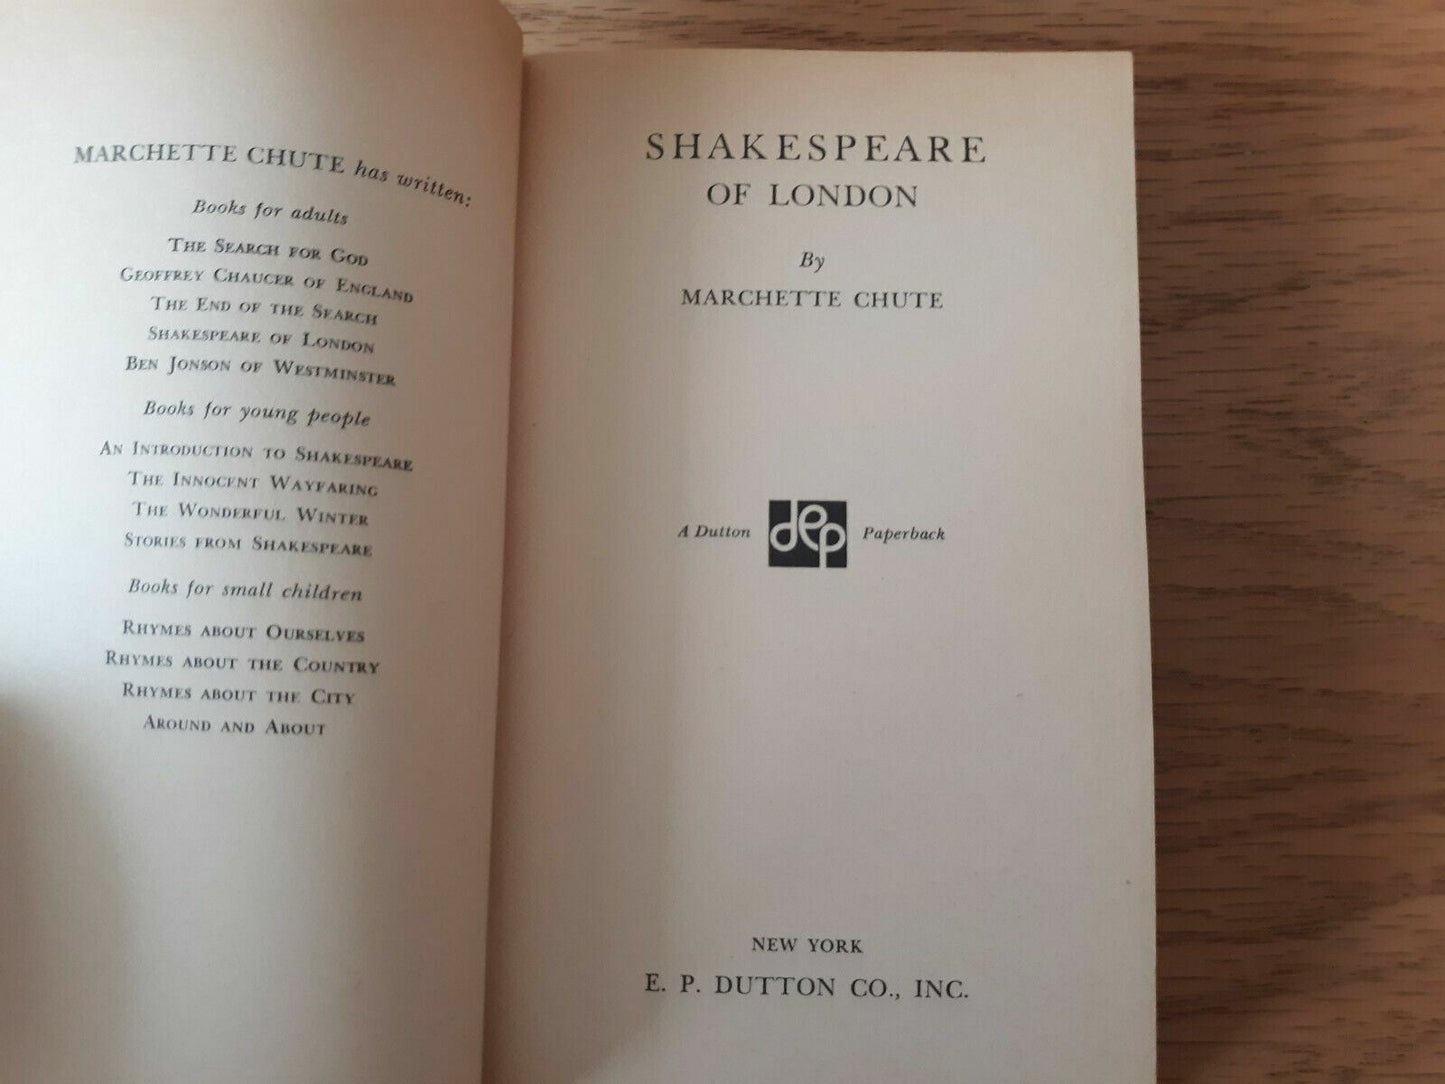 MARCHETTE CHUTE has written:
Books for adults
THE SEARCH FOR GOD
GEOFFREY CHAUCER OF ENGLAND
THE END OF THE SEARCH
SHAKESPEARE OF LONDON
BEN JONSON OF WESTMINSTER
Books for young people
AN INTRODUCTION TO SHAKESPEARE
THE INNOCENT WAYFARING
THE WONDERFUL WINTER
STORIES FROM SHAKESPEARE
Books for small children
RHYMES ABOUT OURSELVES
RHYMES ABOUT THE COUNTRY
RHYMES ABOUT THE CITY
AROUND AND ABOUT
SHAKESPEARE
OF LONDON
By
MARCHETTE CHUTE
A Dutton dep Paperback
NEW YORK
E. P. DUTTON CO., INC.